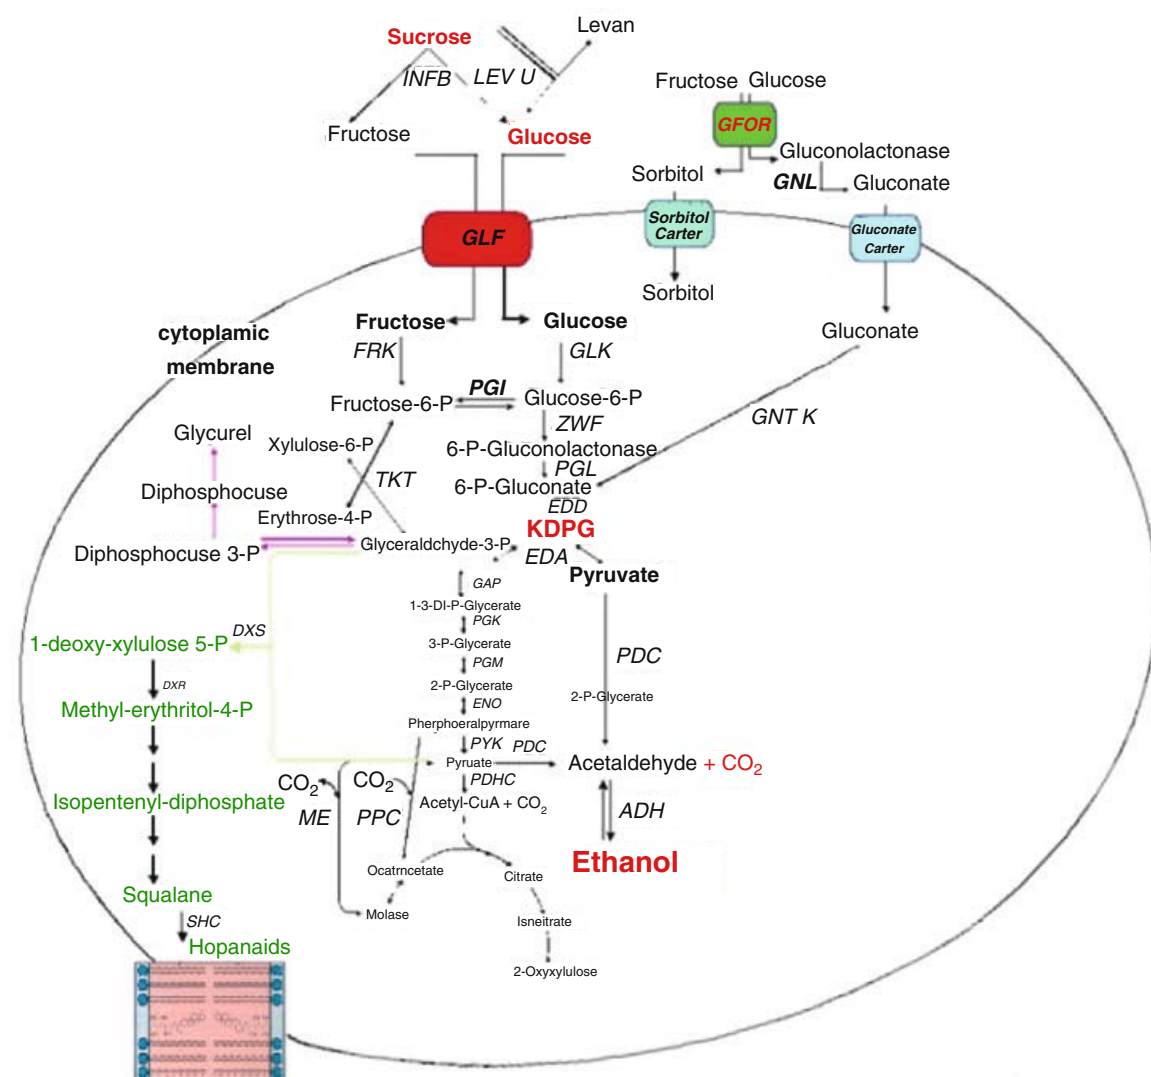 Levan
Sucrose
INFB
LEV U
Fructose
Glucose
Fructose Glucose
GFOR
Gluconolactonase
Sorbitol
GNL
Gluconate
Sorbitol
Carter
Gluconate
Carter
GLF
Sorbitol
cytoplamic
membrane
Fructose
Glucose
Gluconate
FRK
GLK
PGI
Fructose-6-P
Glucose-6-P
ZWF
GNT K
Glycurel
Xylulose-6-P
6-P-Gluconolactonase
TKT
PGL
Diphosphocuse
6-P-Gluconate
EDD
Erythrose-4-P
KDPG
Diphosphocuse 3-P
Glyceraldchyde-3-P
EDA
Pyruvate
GAP
1-3-DI-P-Glycerate
PGK
DXS
1-deoxy-xylulose 5-P
3-P-Glycerate
PGM
PDC
DXR
2-P-Glycerate
2-P-Glycerate
ENO
Methyl-erythritol-4-P
Pherphoeralpyrmare
PYK
PDC
Pyruate
Acetaldehyde + CO2
CO2
CO2
PDHC
Isopentenyl-diphosphate
Acetyl-CuA + CO2
ME
PPC
ADH
Ethanol
Ocatrncetate
Citrate
Squalane
Molase
Isneitrate
SHC
Hopanaids
2-Oxyxylulose